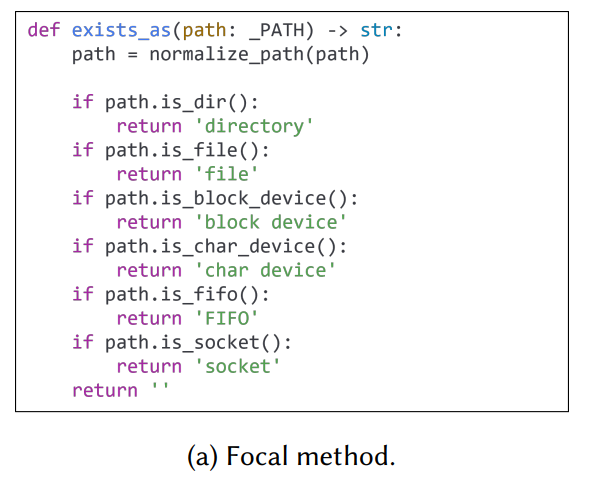 def exists_as(path: _PATH) -> str:
    path = normalize_path(path)

    if path.is_dir():
        return 'directory'
    if path.is_file():
        return 'file'
    if path.is_block_device():
        return 'block device'
    if path.is_char_device():
        return 'char device'
    if path.is_fifo():
        return 'FIFO'
    if path.is_socket():
        return 'socket'
    return ''
(a) Focal method.